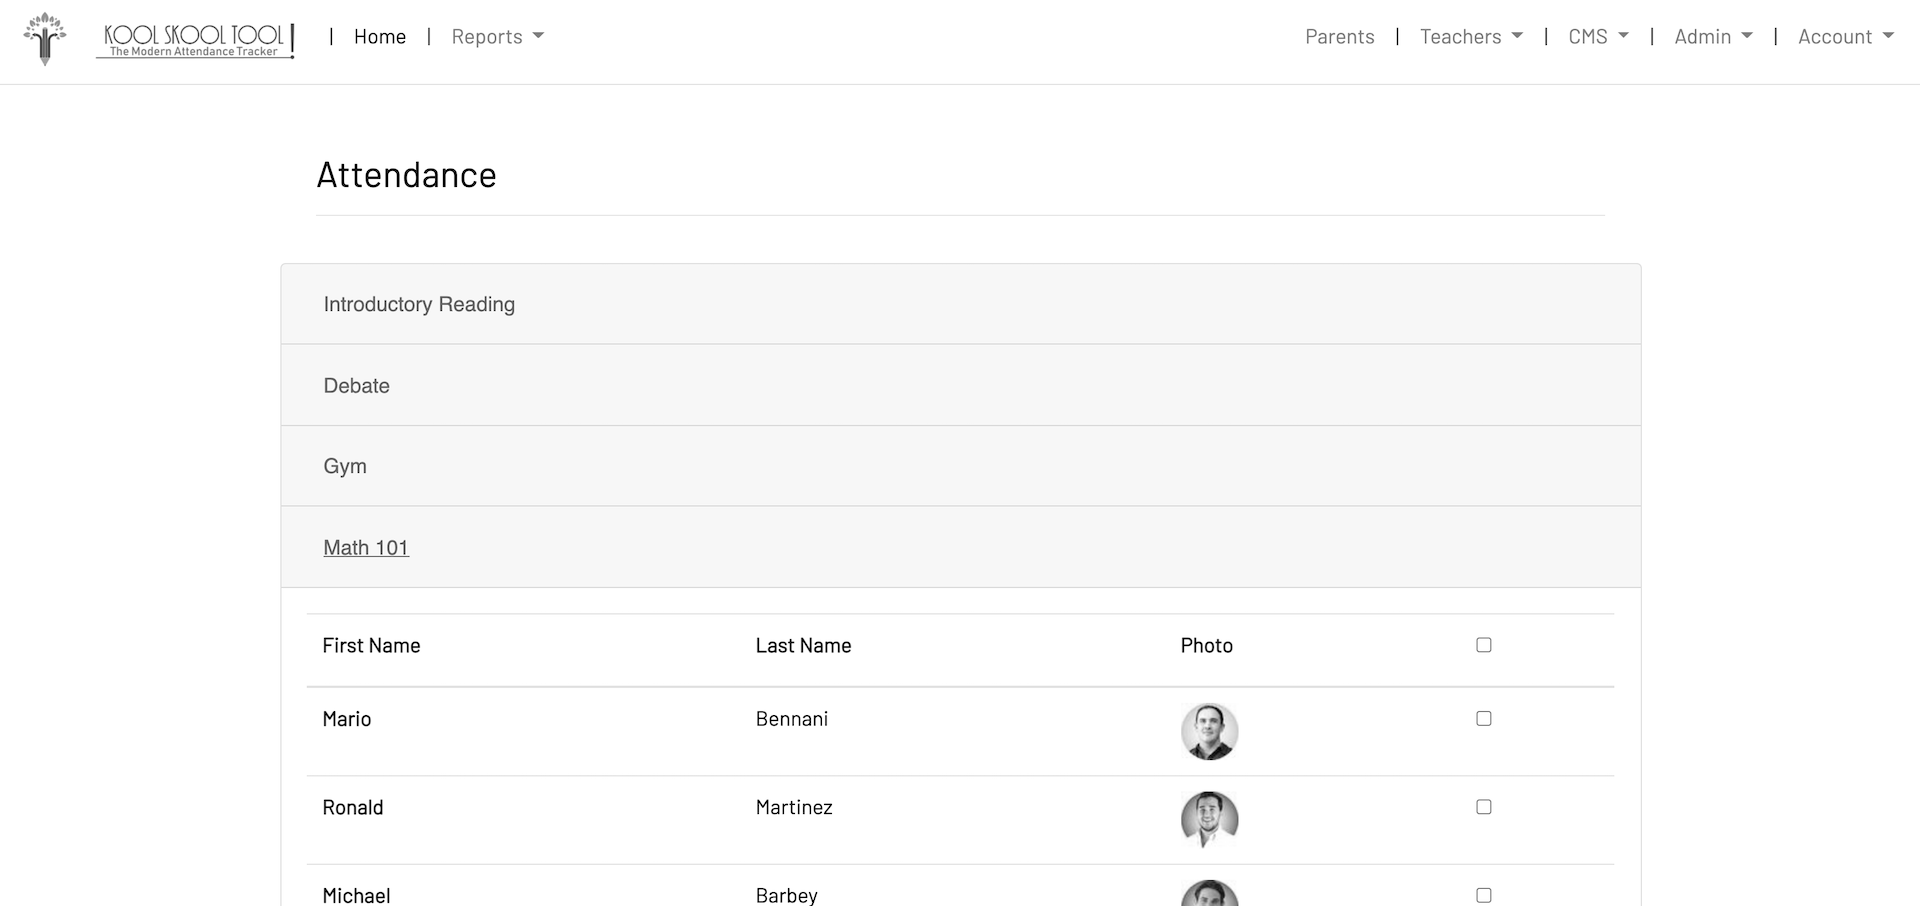 KOOL SKOOL TOOL!
The Modern Attendance Tracker
| Home | Reports
Parents | Teachers | CMS | Admin | Account
Attendance
Introductory Reading
Debate
Gym
Math 101
First Name Last Name Photo
Mario Bennani
Ronald Martinez
Michael Barbey